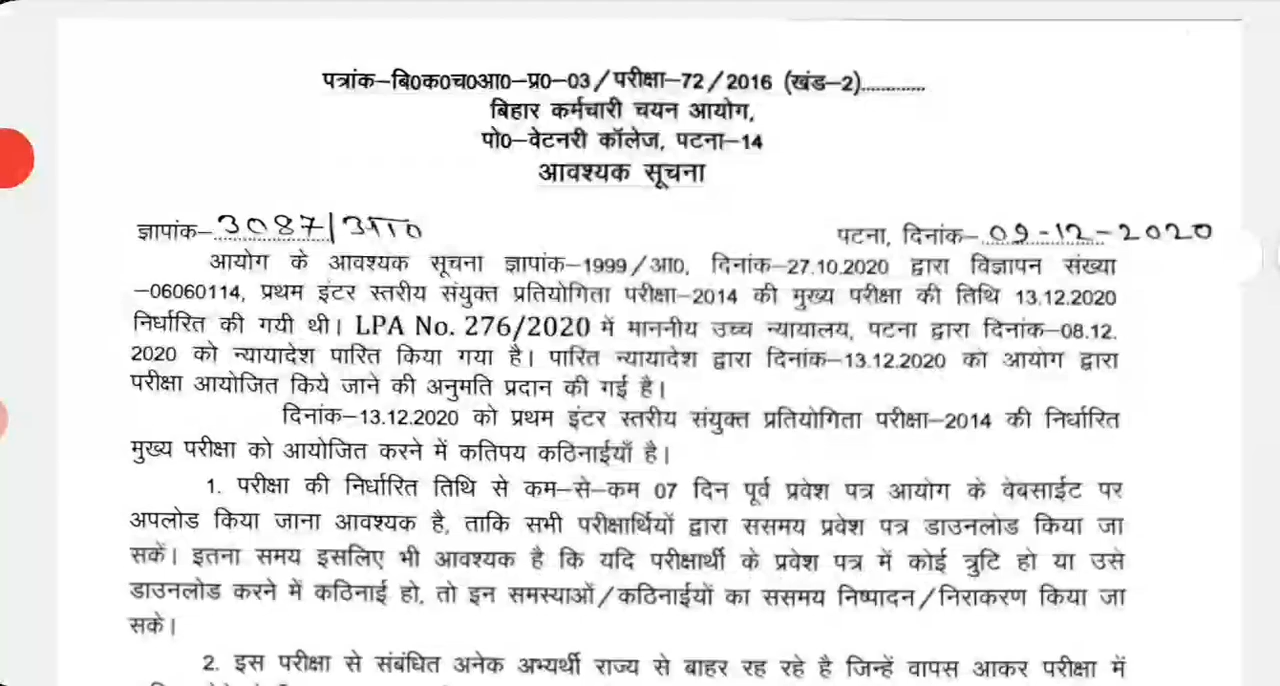 पत्रांक–बि0क0च0आ0–प्र0–03/परीक्षा–72/2016 (खंड–2).............
बिहार कर्मचारी चयन आयोग,
पो0–वेटनरी कॉलेज, पटना–14
आवश्यक सूचना
ज्ञापांक– 3087/आ0 पटना, दिनांक– 09-12-2020
आयोग के आवश्यक सूचना ज्ञापांक–1999/आ0, दिनांक–27.10.2020 द्वारा विज्ञापन संख्या
–06060114, प्रथम इंटर स्तरीय संयुक्त प्रतियोगिता परीक्षा–2014 की मुख्य परीक्षा की तिथि 13.12.2020
निर्धारित की गयी थी। LPA No. 276/2020 में माननीय उच्च न्यायालय, पटना द्वारा दिनांक–08.12.
2020 को न्यायादेश पारित किया गया है। पारित न्यायादेश द्वारा दिनांक–13.12.2020 को आयोग द्वारा
परीक्षा आयोजित किये जाने की अनुमति प्रदान की गई है।
दिनांक–13.12.2020 को प्रथम इंटर स्तरीय संयुक्त प्रतियोगिता परीक्षा–2014 की निर्धारित
मुख्य परीक्षा को आयोजित करने में कतिपय कठिनाईयाँ है।
1. परीक्षा की निर्धारित तिथि से कम–से–कम 07 दिन पूर्व प्रवेश पत्र आयोग के वेबसाईट पर
अपलोड किया जाना आवश्यक है, ताकि सभी परीक्षार्थियों द्वारा ससमय प्रवेश पत्र डाउनलोड किया जा
सकें। इतना समय इसलिए भी आवश्यक है कि यदि परीक्षार्थी के प्रवेश पत्र में कोई त्रुटि हो या उसे
डाउनलोड करने में कठिनाई हो, तो इन समस्याओं/कठिनाईयों का ससमय निष्पादन/निराकरण किया जा
सके।
2. इस परीक्षा से संबंधित अनेक अभ्यर्थी राज्य से बाहर रह रहे है जिन्हें वापस आकर परीक्षा में